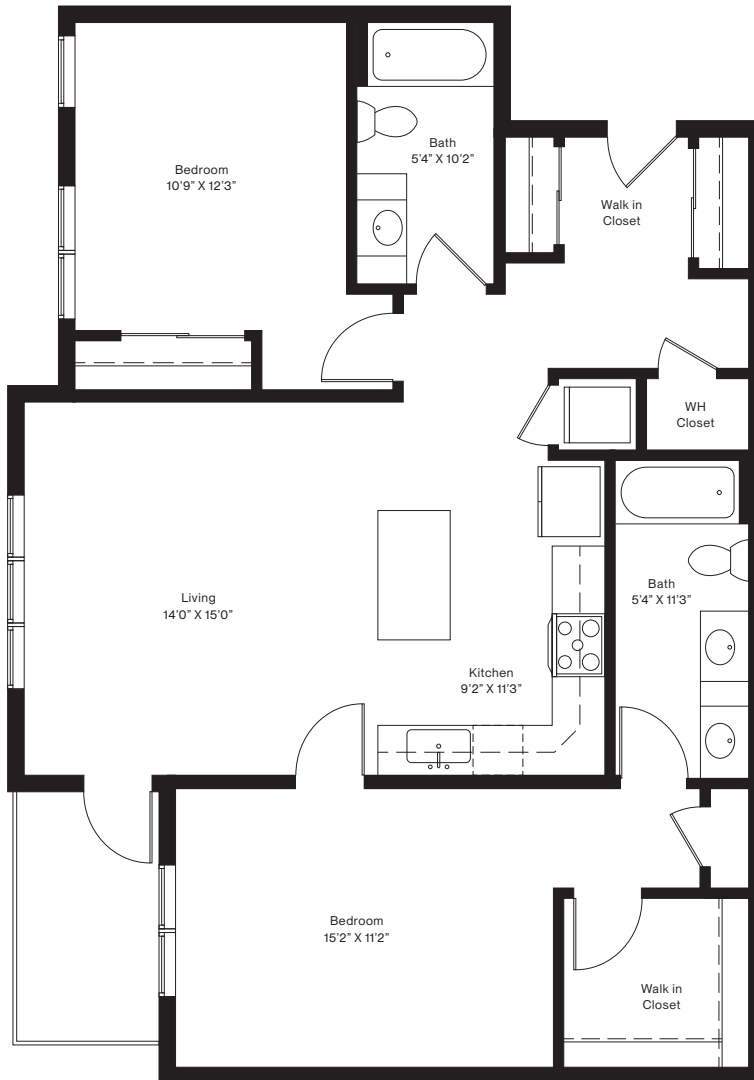 Bath
5’4” X 10’2”
Bedroom
10’9” X 12’3”
Walk in
Closet
WH
Closet
Living
14’0” X 15’0”
Bath
5’4” X 11’3”
Kitchen
9’2” X 11’3”
Bedroom
15’2” X 11’2”
Walk in
Closet